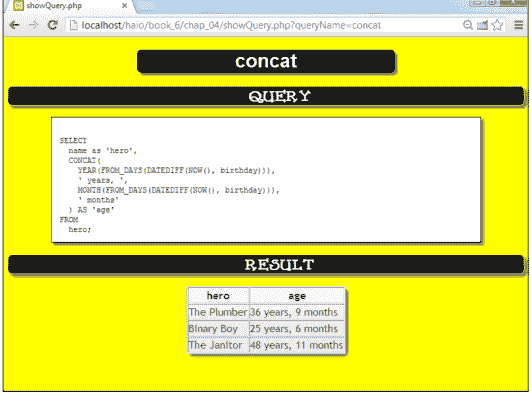 showQuery.php
localhost/haio/book_6/chap_04/showQuery.php?queryName=concat
concat
QUERY
SELECT
name as 'hero',
CONCAT(
YEAR(FROM_DAYS(DATEDIFF(NOW(), birthday))),
' years, ',
MONTH(FROM_DAYS(DATEDIFF(NOW(), birthday))),
' months'
) AS 'age'
FROM
hero;
RESULT
hero age
The Plumber 36 years, 9 months
Binary Boy 25 years, 6 months
The Janitor 48 years, 11 months